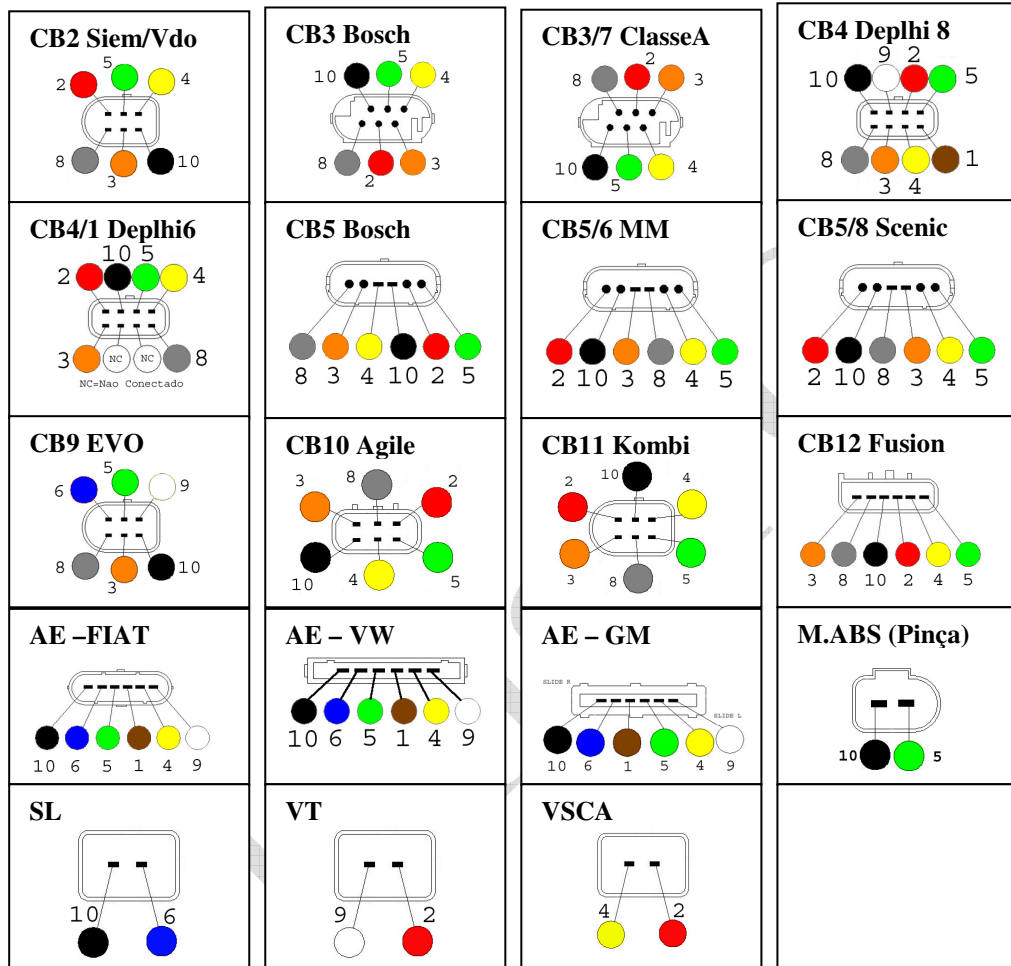 CB2 Siem/Vdo
5
2 4
8 10
3
CB3 Bosch
5
10 4
8 3
2
CB3/7 ClasseA
2
8 3
10 4
5
CB4 Deplhi 8
9 2
10 5
8 1
3 4
CB4/1 Deplhi6
10 5
2 4
3 NC NC 8
NC=Nao Conectado
CB5 Bosch
8 3 4 10 2 5
CB5/6 MM
2 10 3 8 4 5
CB5/8 Scenic
2 10 8 3 4 5
CB9 EVO
5
6 9
8 10
3
CB10 Agile
8
3 2
10 4 5
CB11 Kombi
10
2 4
3 5
8
CB12 Fusion
3 8 10 2 4 5
AE –FIAT
10 6 5 1 4 9
AE – VW
10 6 5 1 4 9
AE – GM
SLIDE R
SLIDE L
10 6 1 5 4 9
M.ABS (Pinça)
10 5
SL
10 6
VT
9 2
VSCA
4 2